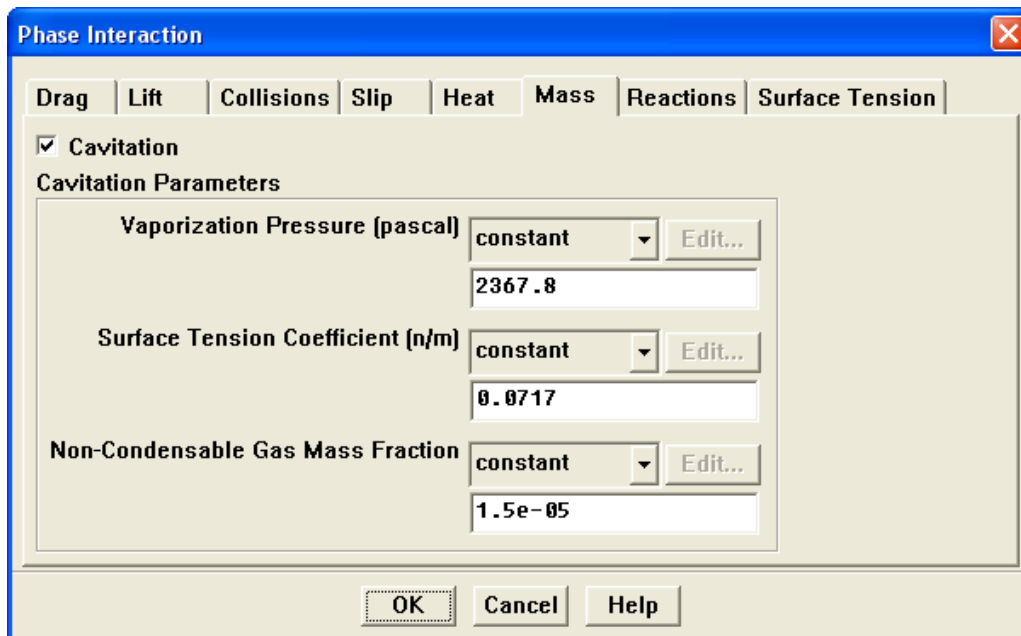 Phase Interaction
Drag Lift Collisions Slip Heat Mass Reactions Surface Tension
Cavitation
Cavitation Parameters
Vaporization Pressure (pascal) constant Edit...
2367.8
Surface Tension Coefficient (n/m) constant Edit...
0.0717
Non-Condensable Gas Mass Fraction constant Edit...
1.5e-05
OK Cancel Help